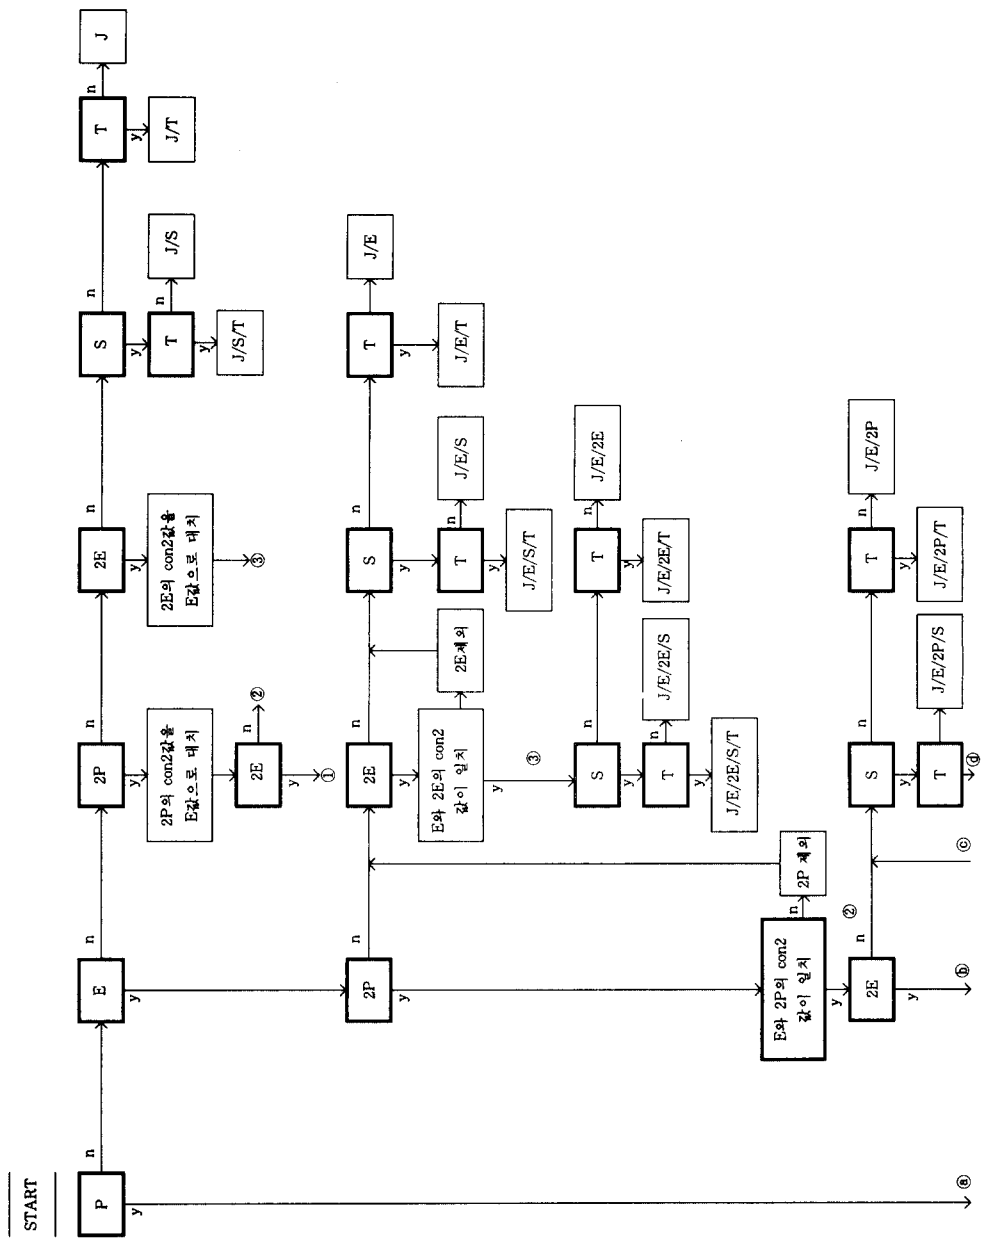 START
P
n
y
ⓐ
E
n
y
2P
n
y
2P의 con2값을
E값으로 대치
2E
n
②
y
①
2E
n
y
2E의 con2값을
E값으로 대치
③
S
n
y
T
n
J/S
y
J/S/T
T
n
J
y
J/T
2P
n
y
2E
n
y
E와 2E의 con2
값이 일치
2E제외
y
③
S
n
y
T
n
J/E/S
y
J/E/S/T
T
J/E
y
J/E/T
S
n
y
T
n
J/E/2E/S
y
J/E/2E/S/T
T
n
J/E/2E
y
J/E/2E/T
E와 2P의 con2
값이 일치
n
2P 제외
y
②
2E
n
y
ⓑ
ⓒ
S
n
y
T
J/E/2P/S
y
ⓓ
T
n
J/E/2P
y
J/E/2P/T